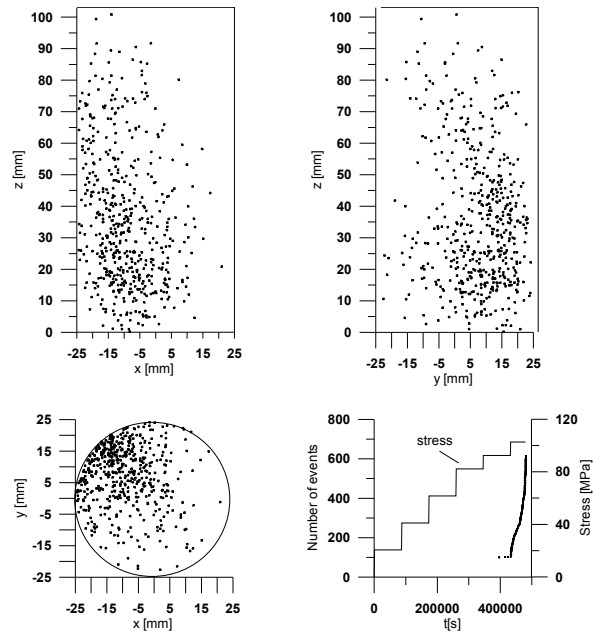 100
90
80
70
60
50
40
30
20
10
0
z [mm]
-25 -15 -5 5 15 25
x [mm]
100
90
80
70
60
50
40
30
20
10
0
z [mm]
-25 -15 -5 5 15 25
y [mm]
25
15
5
-5
-15
-25
y [mm]
-25 -15 -5 5 15 25
x [mm]
800
600
400
200
0
Number of events
stress
120
80
40
0
Stress [MPa]
0 200000 400000
t[s]